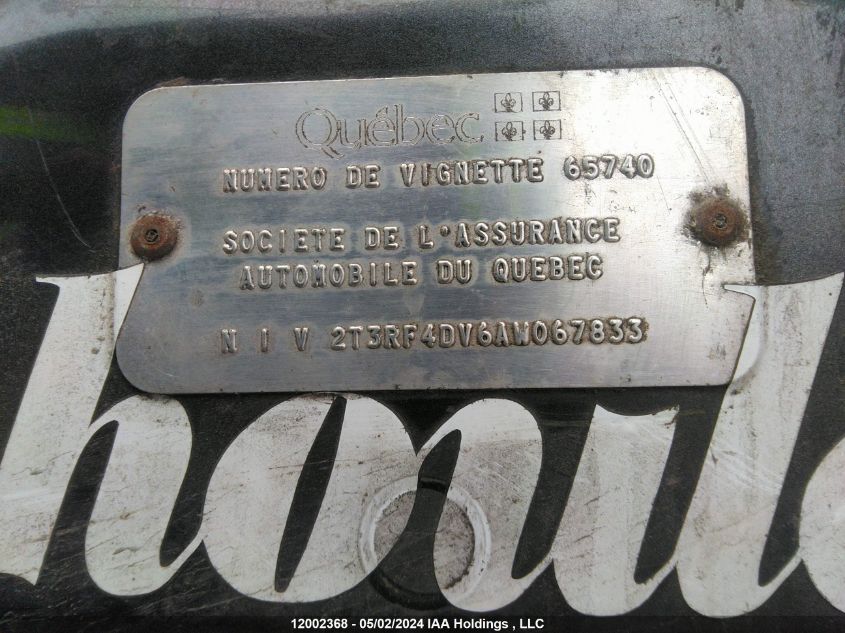 Québec
NUMERO DE VIGNETTE 65740
SOCIETE DE L'ASSURANCE
AUTOMOBILE DU QUEBEC
N I V 2T3RF4DV6AW067833
12002368 - 05/02/2024 IAA Holdings , LLC